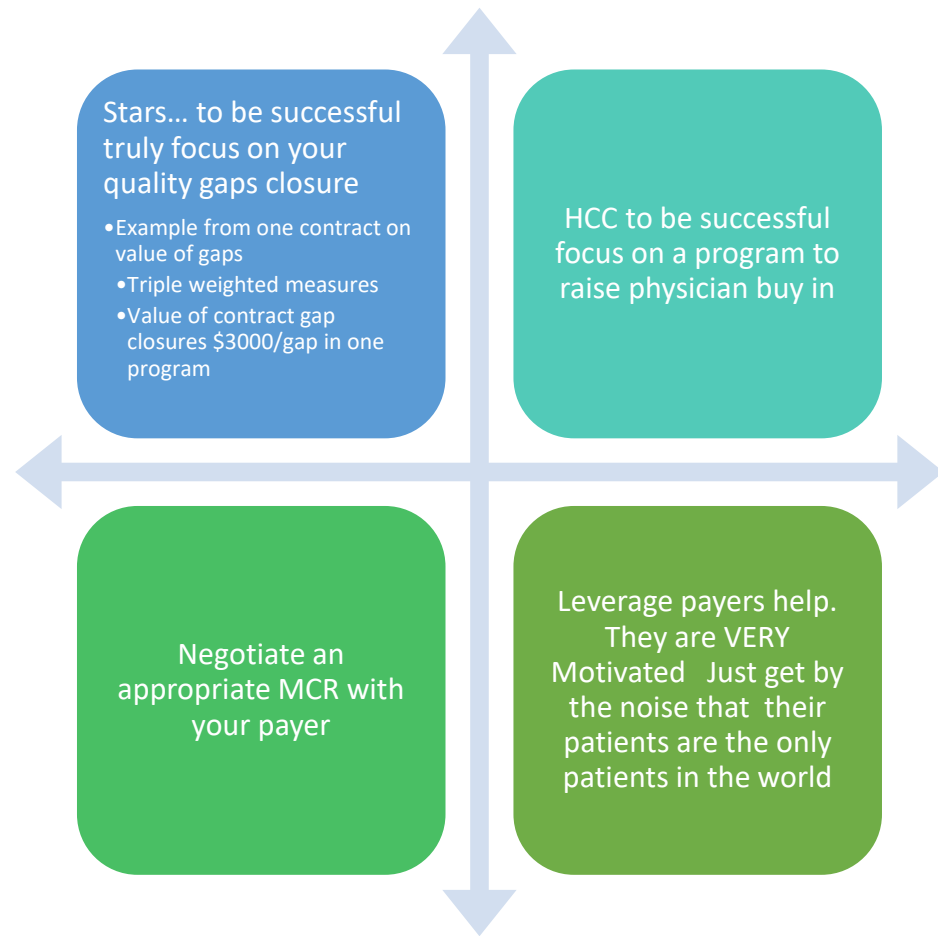 Stars... to be successful
truly focus on your
quality gaps closure
•Example from one contract on
value of gaps
•Triple weighted measures
•Value of contract gap
closures $3000/gap in one
program
HCC to be successful
focus on a program to
raise physician buy in
Negotiate an
appropriate MCR with
your payer
Leverage payers help.
They are VERY
Motivated  Just get by
the noise that  their
patients are the only
patients in the world